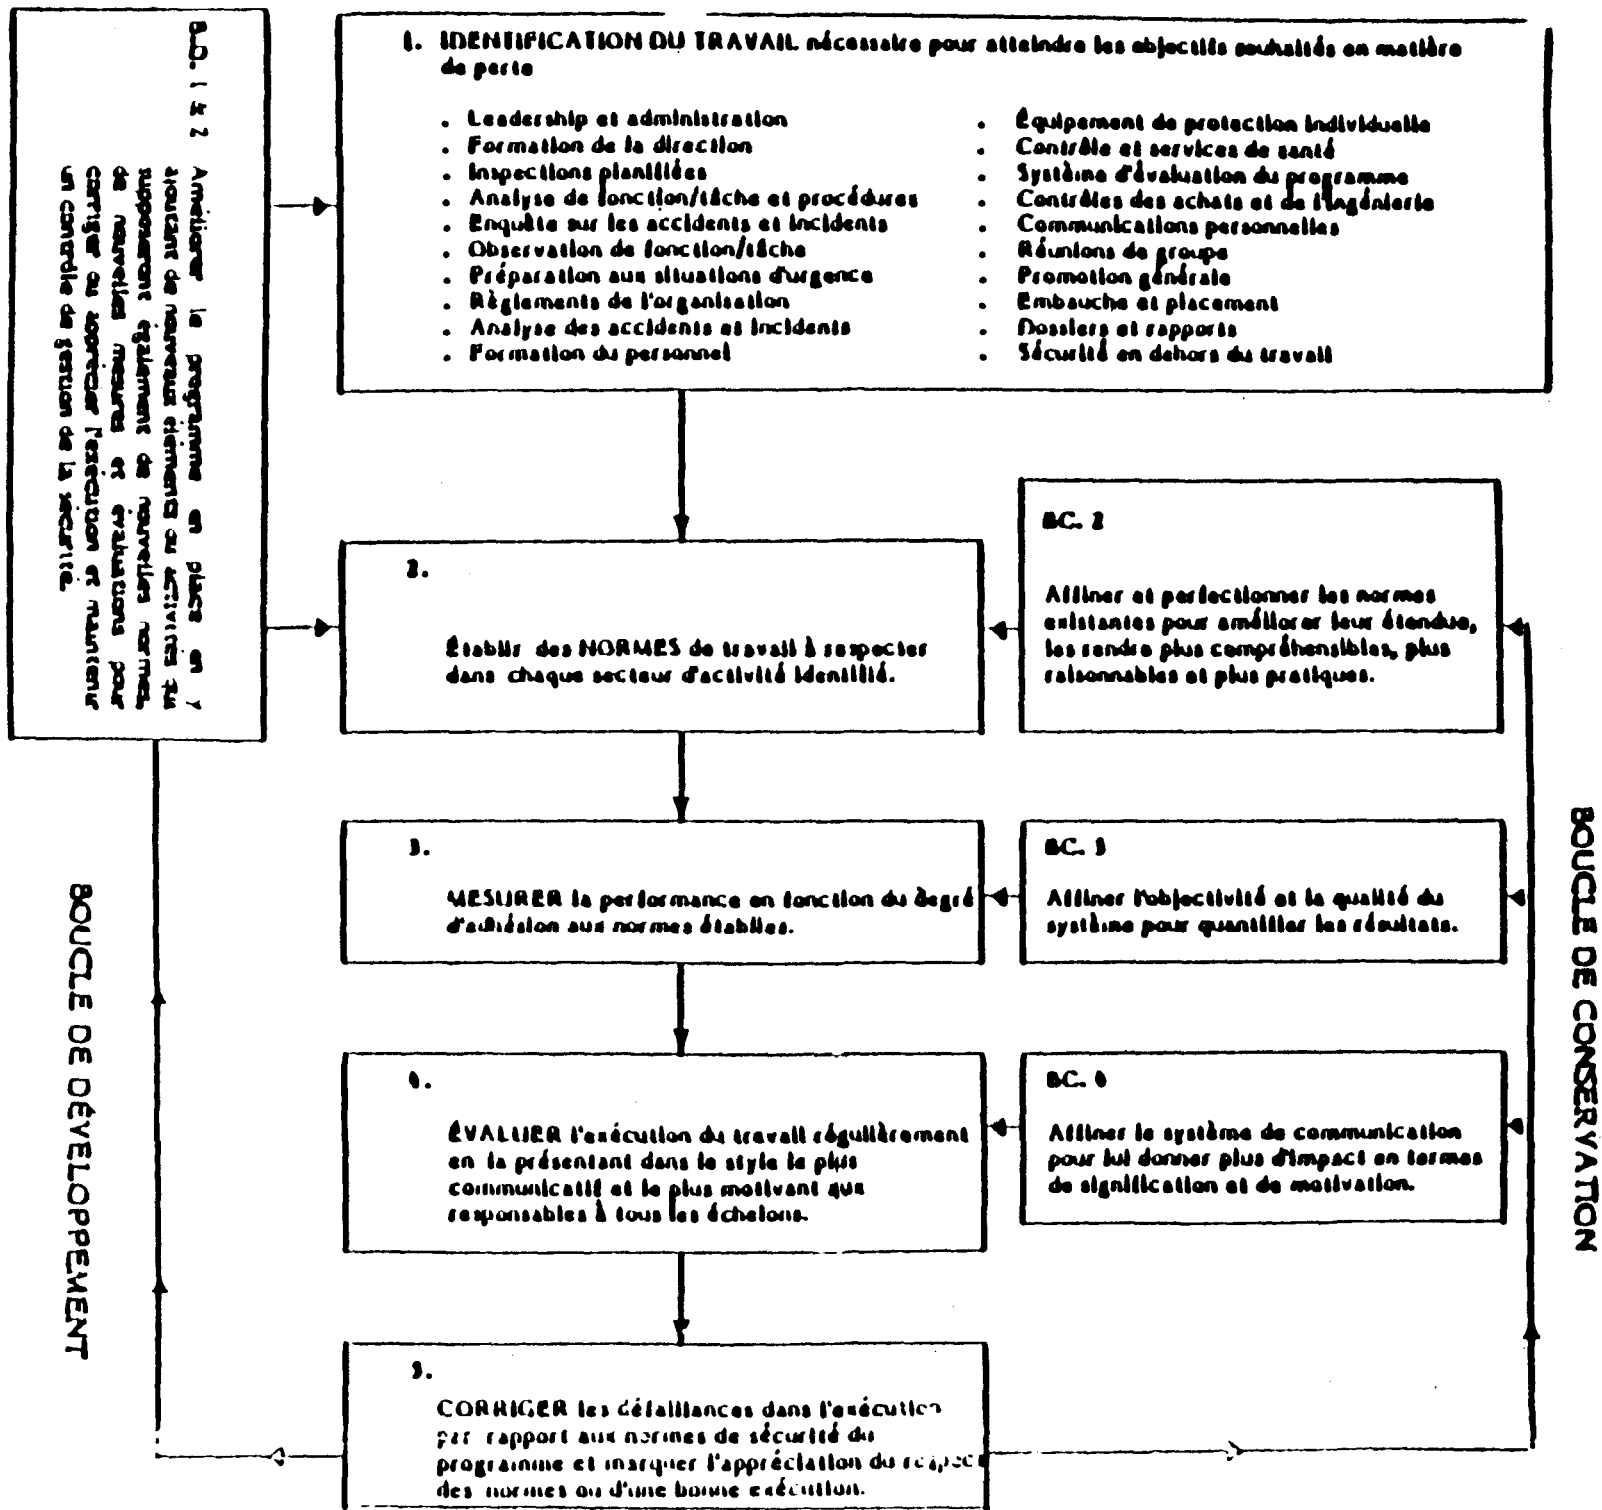 1. IDENTIFICATION DU TRAVAIL nécessaire pour atteindre les objectifs souhaités en matière
de perte
. Leadership et administration
. Formation de la direction
. Inspections planifiées
. Analyse de fonction/tâche et procédures
. Enquête sur les accidents et incidents
. Observation de fonction/tâche
. Préparation aux situations d'urgence
. Règlements de l'organisation
. Analyse des accidents et incidents
. Formation du personnel
. Équipement de protection individuelle
. Contrôle et services de santé
. Système d'évaluation du programme
. Contrôles des achats et de l'ingénierie
. Communications personnelles
. Réunions de groupe
. Promotion générale
. Embauche et placement
. Dossiers et rapports
. Sécurité en dehors du travail
B.D. 1 & 2 Améliorer le programme en place en y
ajoutant de nouveaux éléments ou activités qui
supposeront également de nouvelles normes,
de nouvelles mesures et évaluations pour
corriger ou apprécier l'exécution et maintenir
un contrôle de gestion de la sécurité.
2.
Établir des NORMES de travail à respecter
dans chaque secteur d'activité identifié.
BC. 2
Affiner et perfectionner les normes
existantes pour améliorer leur étendue,
les rendre plus compréhensibles, plus
raisonnables et plus pratiques.
3.
MESURER la performance en fonction du degré
d'adhésion aux normes établies.
BC. 3
Affiner l'objectivité et la qualité du
système pour quantifier les résultats.
4.
ÉVALUER l'exécution du travail régulièrement
en la présentant dans le style le plus
communicatif et le plus motivant aux
responsables à tous les échelons.
BC. 4
Affiner le système de communication
pour lui donner plus d'impact en termes
de signification et de motivation.
5.
CORRIGER les défaillances dans l'exécution
par rapport aux normes de sécurité du
programme et marquer l'appréciation du respec
des normes ou d'une bonne exécution.
BOUCLE DE DÉVELOPPEMENT
BOUCLE DE CONSERVATION